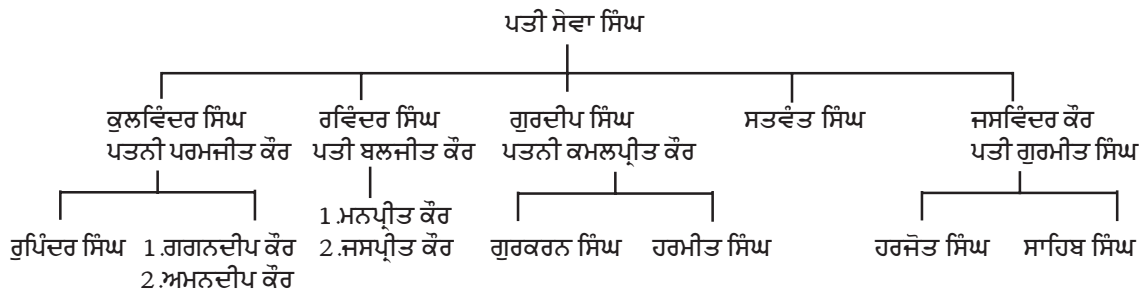 ਪਤੀ ਸੇਵਾ ਸਿੰਘ
ਕੁਲਵਿੰਦਰ ਸਿੰਘ ਰਵਿੰਦਰ ਸਿੰਘ ਗੁਰਦੀਪ ਸਿੰਘ ਸਤਵੰਤ ਸਿੰਘ ਜਸਵਿੰਦਰ ਕੌਰ
ਪਤਨੀ ਪਰਮਜੀਤ ਕੌਰ ਪਤੀ ਬਲਜੀਤ ਕੌਰ ਪਤਨੀ ਕਮਲਪ੍ਰੀਤ ਕੌਰ ਪਤੀ ਗੁਰਮੀਤ ਸਿੰਘ
1.ਮਨਪ੍ਰੀਤ ਕੌਰ
ਰੁਪਿੰਦਰ ਸਿੰਘ 1.ਗਗਨਦੀਪ ਕੌਰ 2.ਜਸਪ੍ਰੀਤ ਕੌਰ ਗੁਰਕਰਨ ਸਿੰਘ ਹਰਮੀਤ ਸਿੰਘ ਹਰਜੋਤ ਸਿੰਘ ਸਾਹਿਬ ਸਿੰਘ
2.ਅਮਨਦੀਪ ਕੌਰ